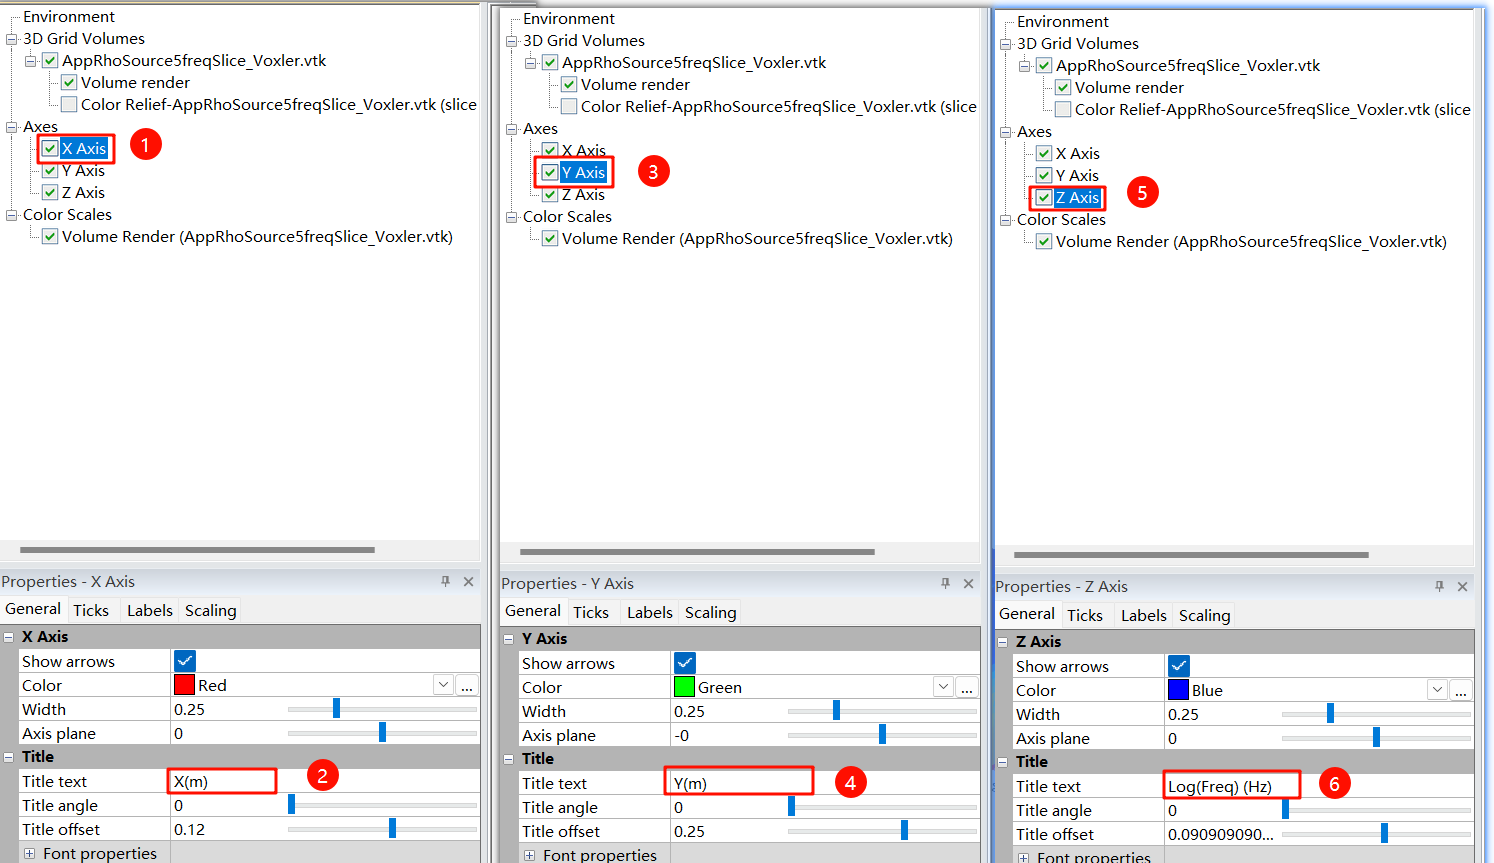 Environment
3D Grid Volumes
AppRhoSource5freqSlice_Voxler.vtk
Volume render
Color Relief-AppRhoSource5freqSlice_Voxler.vtk (slice
Axes
X Axis
1
Y Axis
Z Axis
Color Scales
Volume Render (AppRhoSource5freqSlice_Voxler.vtk)
Properties - X Axis
General Ticks Labels Scaling
X Axis
Show arrows
Color Red ...
Width 0.25
Axis plane 0
Title
Title text X(m)
2
Title angle 0
Title offset 0.12
Font properties
Environment
3D Grid Volumes
AppRhoSource5freqSlice_Voxler.vtk
Volume render
Color Relief-AppRhoSource5freqSlice_Voxler.vtk (slice
Axes
X Axis
Y Axis
3
Z Axis
Color Scales
Volume Render (AppRhoSource5freqSlice_Voxler.vtk)
Properties - Y Axis
General Ticks Labels Scaling
Y Axis
Show arrows
Color Green ...
Width 0.25
Axis plane -0
Title
Title text Y(m)
4
Title angle 0
Title offset 0.25
Font properties
Environment
3D Grid Volumes
AppRhoSource5freqSlice_Voxler.vtk
Volume render
Color Relief-AppRhoSource5freqSlice_Voxler.vtk (slice
Axes
X Axis
Y Axis
Z Axis
5
Color Scales
Volume Render (AppRhoSource5freqSlice_Voxler.vtk)
Properties - Z Axis
General Ticks Labels Scaling
Z Axis
Show arrows
Color Blue ...
Width 0.25
Axis plane 0
Title
Title text Log(Freq) (Hz)
6
Title angle 0
Title offset 0.090909090...
Font properties